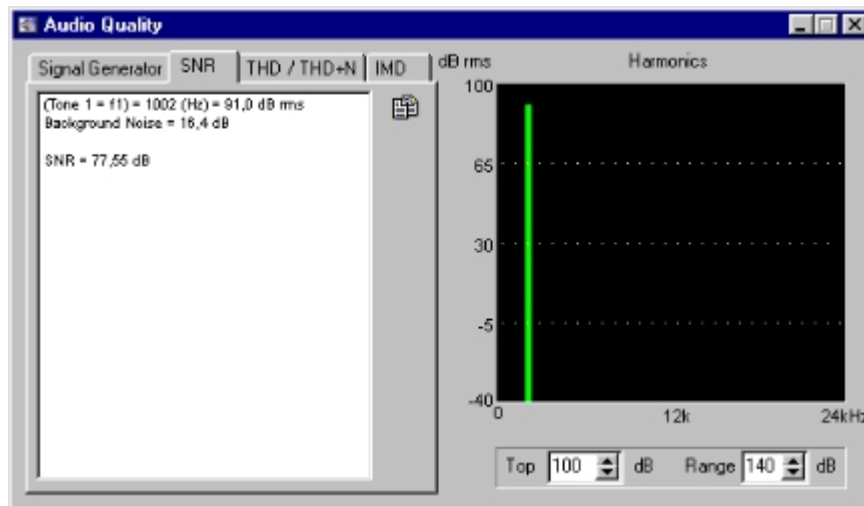 Audio Quality
Signal Generator SNR THD / THD+N IMD
(Tone 1 = f1) = 1002 (Hz) = 91,0 dB rms
Background Noise = 16,4 dB
SNR = 77,55 dB
dB rms Harmonics
100
65
30
-5
-40
0 12k 24kHz
Top 100 dB Range 140 dB